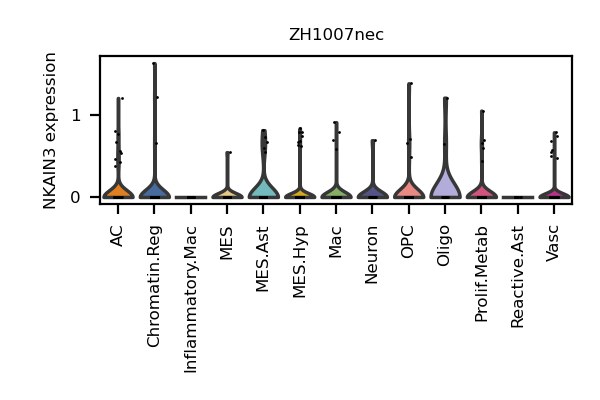 ZH1007nec
NKAIN3 expression
1
0
AC
Chromatin.Reg
Inflammatory.Mac
MES
MES.Ast
MES.Hyp
Mac
Neuron
OPC
Oligo
Prolif.Metab
Reactive.Ast
Vasc